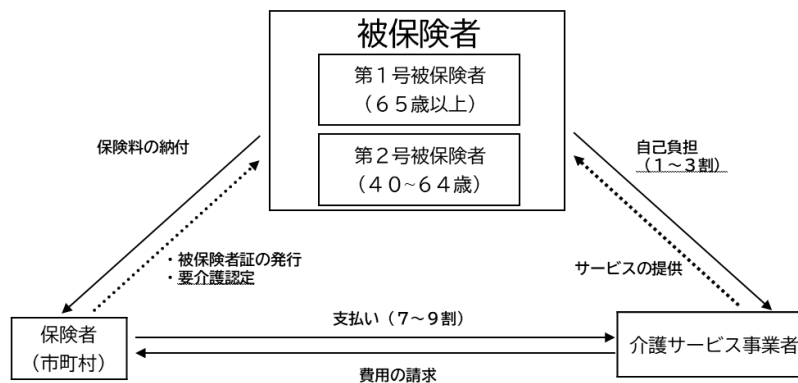 被保険者
第1号被保険者
(65歳以上)
第2号被保険者
(40~64歳)
保険料の納付
自己負担
(1~3割)
・被保険者証の発行
・要介護認定
サービスの提供
保険者
(市町村)
支払い(7~9割)
介護サービス事業者
費用の請求